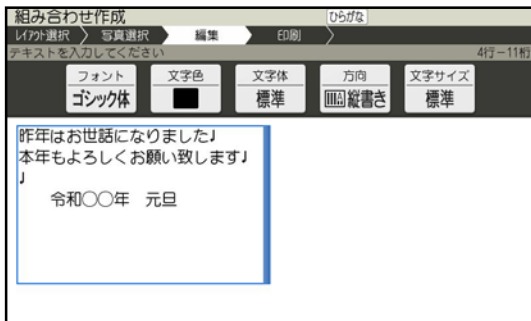 組み合わせ作成
ひらがな
レイアウト選択 〉 写真選択 〉 編集 〉 印刷 〉
テキストを入力してください
4行ー11桁
フォント 文字色 文字体 方向 文字サイズ
ゴシック体 標準 縦書き 標準
昨年はお世話になりました♩
本年もよろしくお願い致します♩
♩
令和〇〇年 元旦